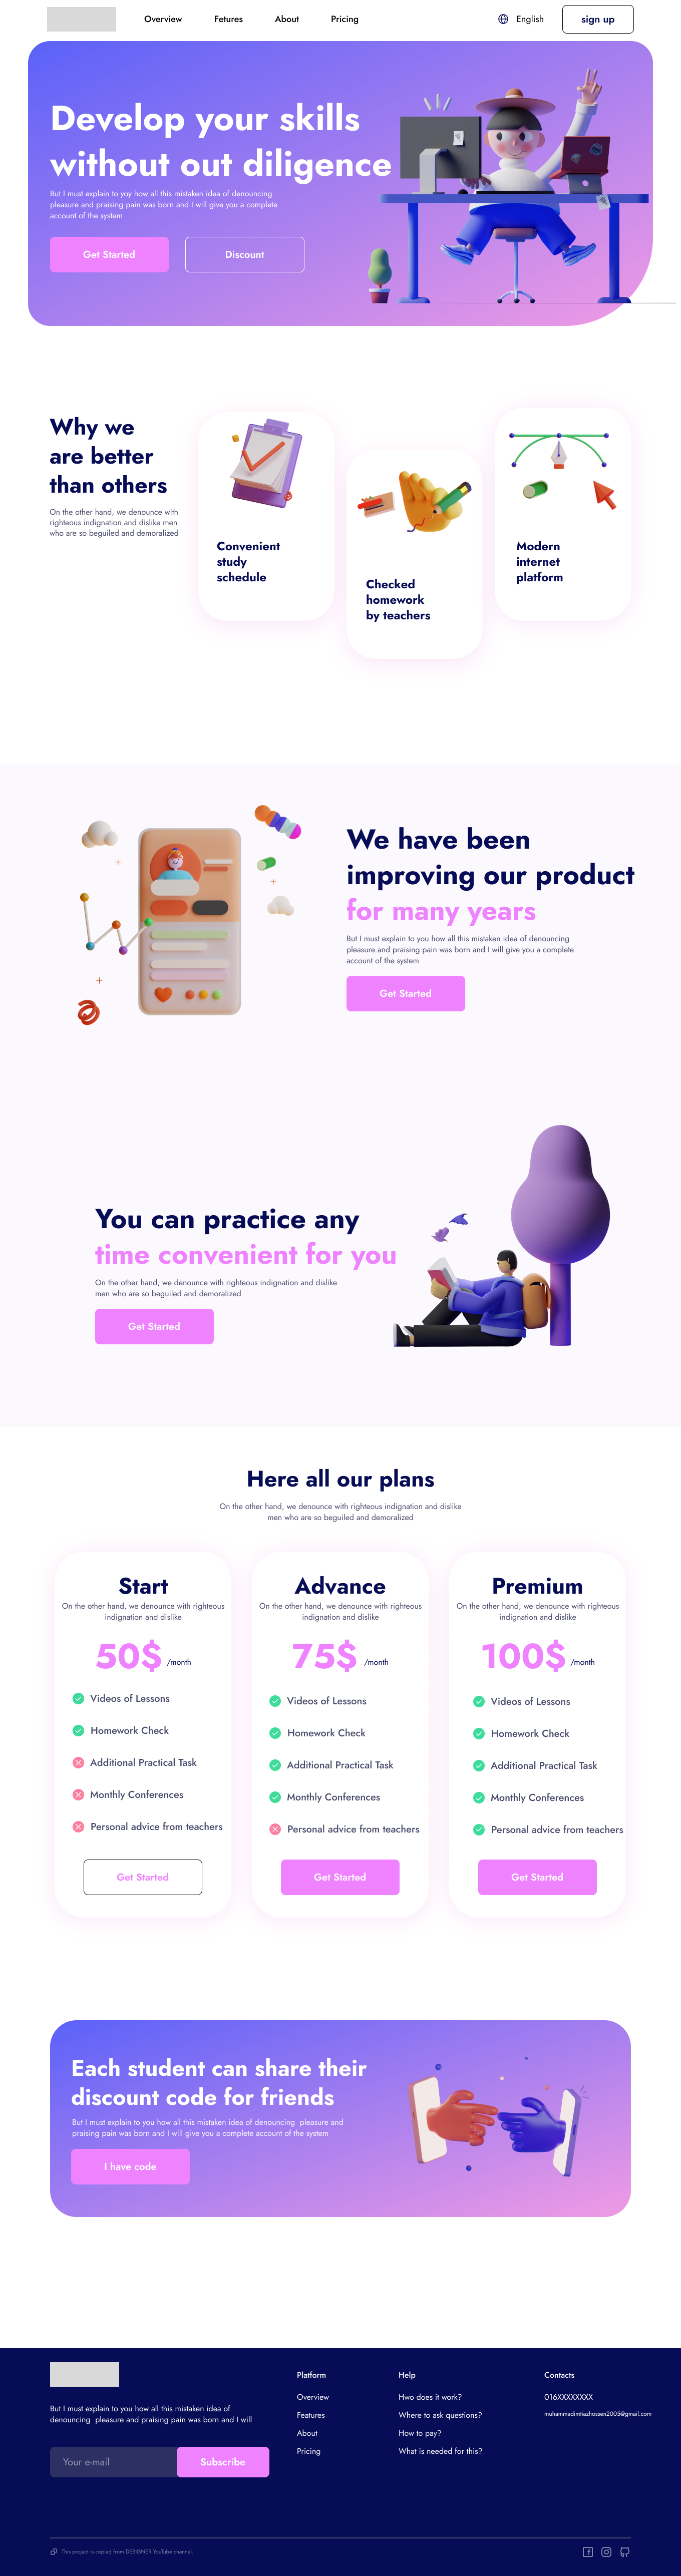 Overview
Fetures
About
Pricing
English
sign up
Develop your skills
without out diligence
But I must explain to yoy how all this mistaken idea of denouncing
pleasure and praising pain was born and I will give you a complete
account of the system
Get Started
Discount
Why we
are better
than others
On the other hand, we denounce with
righteous indignation and dislike men
who are so beguiled and demoralized
Convenient
study
schedule
Checked
homework
by teachers
Modern
internet
platform
We have been
improving our product
for many years
But I must explain to you how all this mistaken idea of denouncing
pleasure and praising pain was born and I will give you a complete
account of the system
Get Started
You can practice any
time convenient for you
On the other hand, we denounce with righteous indignation and dislike
men who are so beguiled and demoralized
Get Started
Here all our plans
On the other hand, we denounce with righteous indignation and dislike
men who are so beguiled and demoralized
Start
On the other hand, we denounce with righteous
indignation and dislike
50$ /month
Videos of Lessons
Homework Check
Additional Practical Task
Monthly Conferences
Personal advice from teachers
Get Started
Advance
On the other hand, we denounce with righteous
indignation and dislike
75$ /month
Videos of Lessons
Homework Check
Additional Practical Task
Monthly Conferences
Personal advice from teachers
Get Started
Premium
On the other hand, we denounce with righteous
indignation and dislike
100$ /month
Videos of Lessons
Homework Check
Additional Practical Task
Monthly Conferences
Personal advice from teachers
Get Started
Each student can share their
discount code for friends
But I must explain to you how all this mistaken idea of denouncing pleasure and
praising pain was born and I will give you a complete account of the system
I have code
But I must explain to you how all this mistaken idea of
denouncing pleasure and praising pain was born and I will
Your e-mail
Subscribe
Platform
Overview
Features
About
Pricing
Help
Hwo does it work?
Where to ask questions?
How to pay?
What is needed for this?
Contacts
016XXXXXXXX
muhammadimtiazhossen2005@gmail.com
This project is copied from DESIGNER YouTube channel.